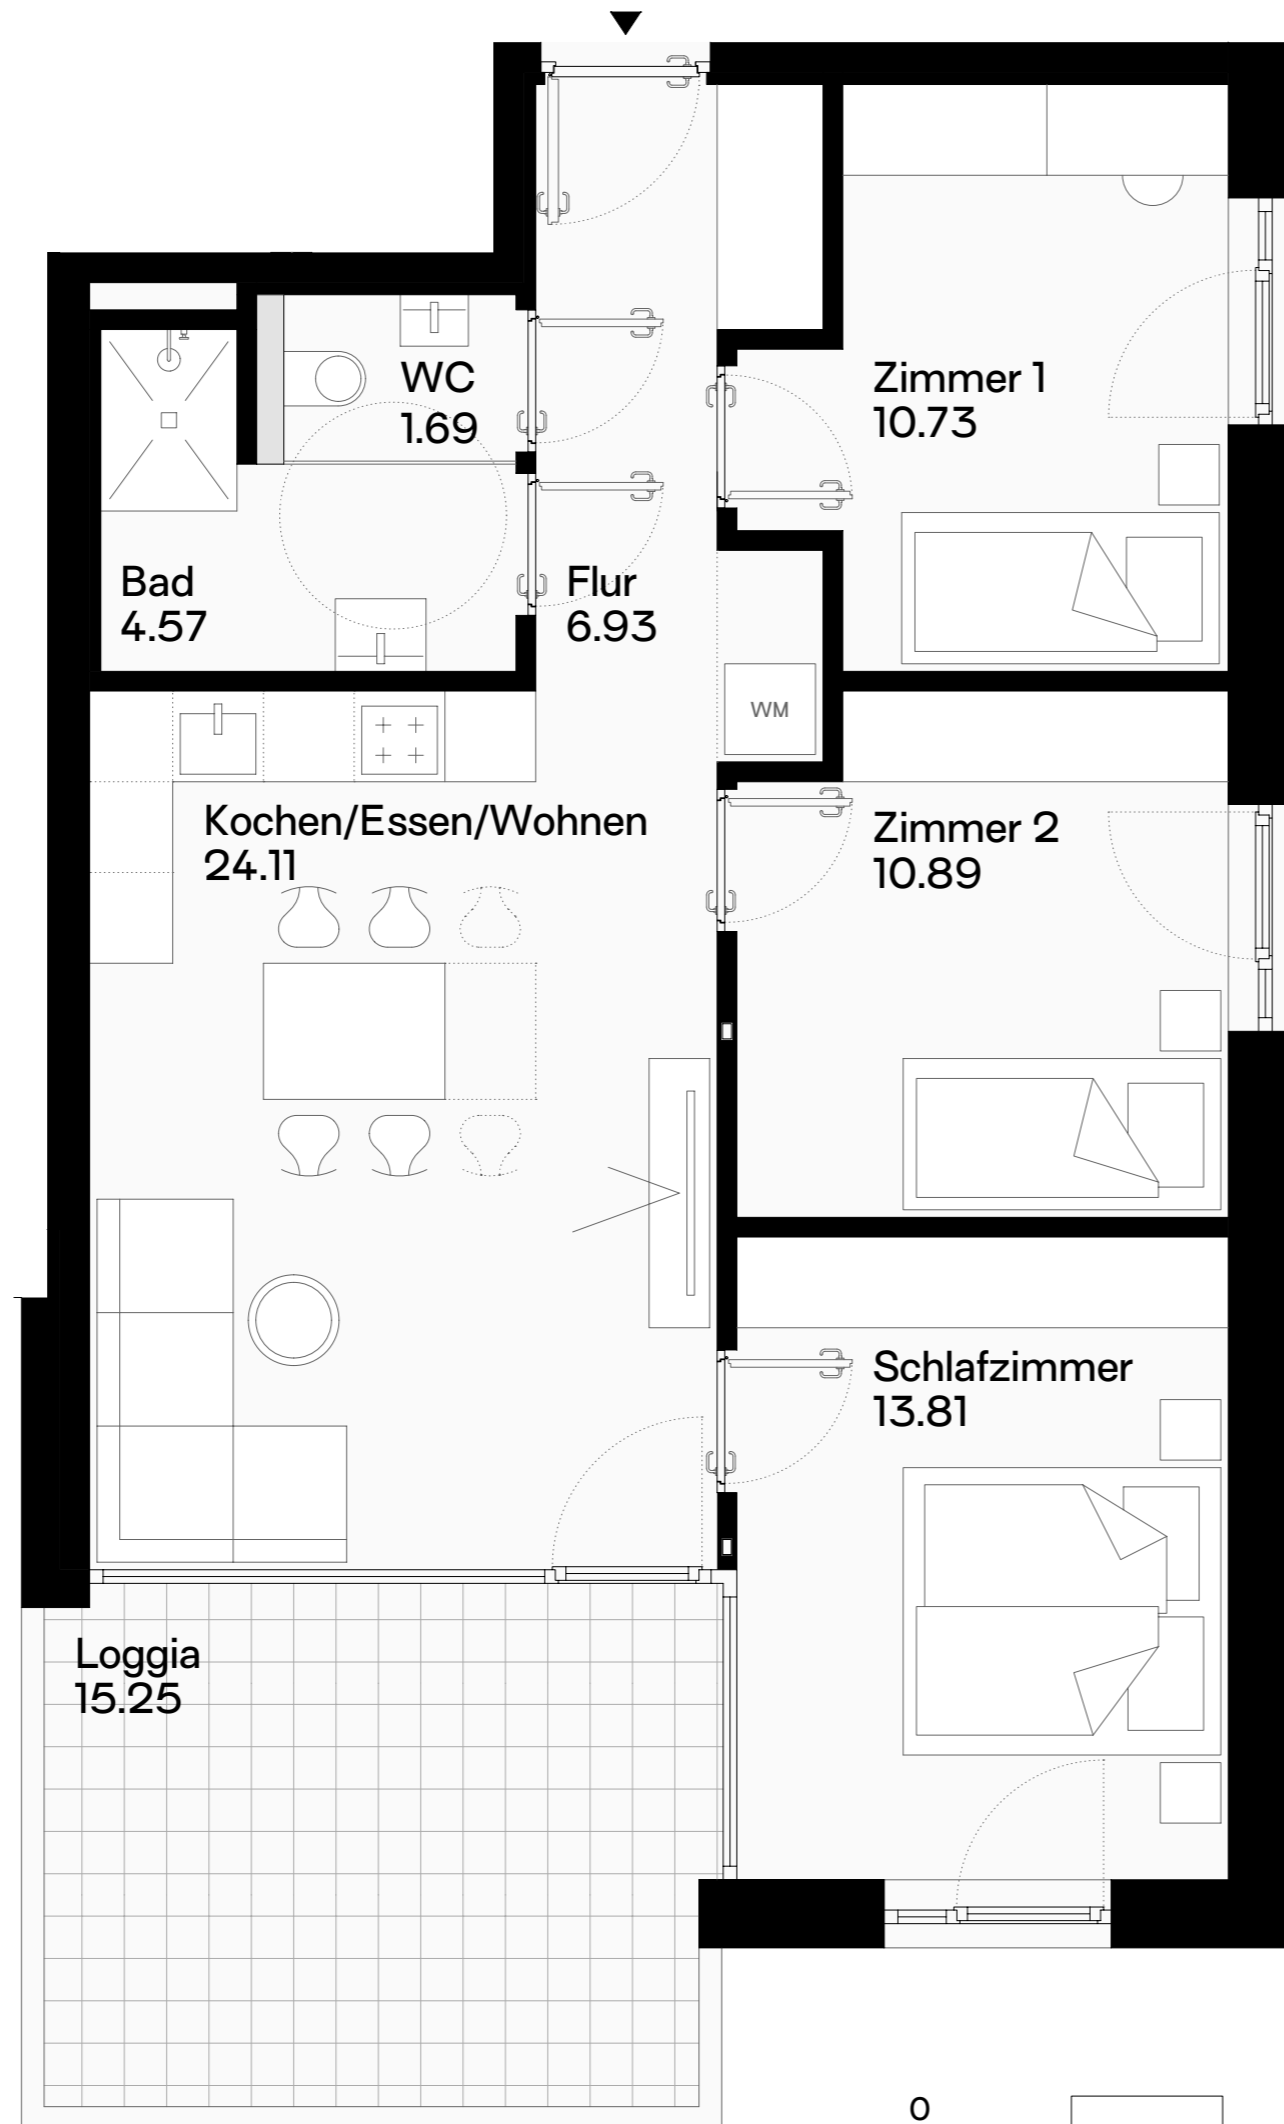 WC
1.69
Zimmer 1
10.73
Bad
4.57
Flur
6.93
WM
Kochen/Essen/Wohnen
24.11
Zimmer 2
10.89
Schlafzimmer
13.81
Loggia
15.25
0